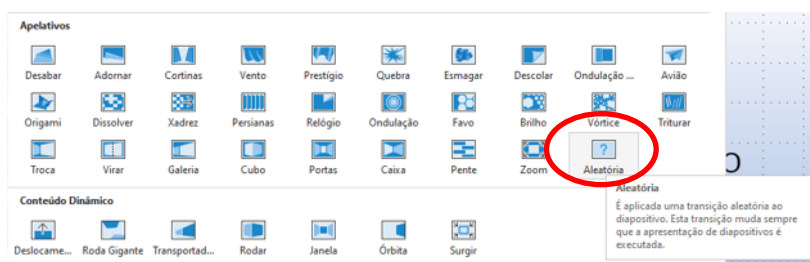 Apelativos
Desabar Adornar Cortinas Vento Prestígio Quebra Esmagar Descolar Ondulação ... Avião
Origami Dissolver Xadrez Persianas Relógio Ondulação Favo Brilho Vórtice Triturar
Troca Virar Galeria Cubo Portas Caixa Pente Zoom Aleatória
Conteúdo Dinâmico
Deslocame... Roda Gigante Transportad... Rodar Janela Órbita Surgir
Aleatória
É aplicada uma transição aleatória ao
diapositivo. Esta transição muda sempre
que a apresentação de diapositivos é
executada.